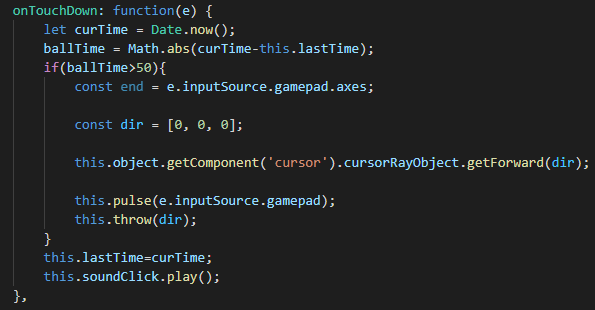 onTouchDown: function(e) {
let curTime = Date.now();
ballTime = Math.abs(curTime-this.lastTime);
if(ballTime>50){
const end = e.inputSource.gamepad.axes;
const dir = [0, 0, 0];
this.object.getComponent('cursor').cursorRayObject.getForward(dir);
this.pulse(e.inputSource.gamepad);
this.throw(dir);
}
this.lastTime=curTime;
this.soundClick.play();
},